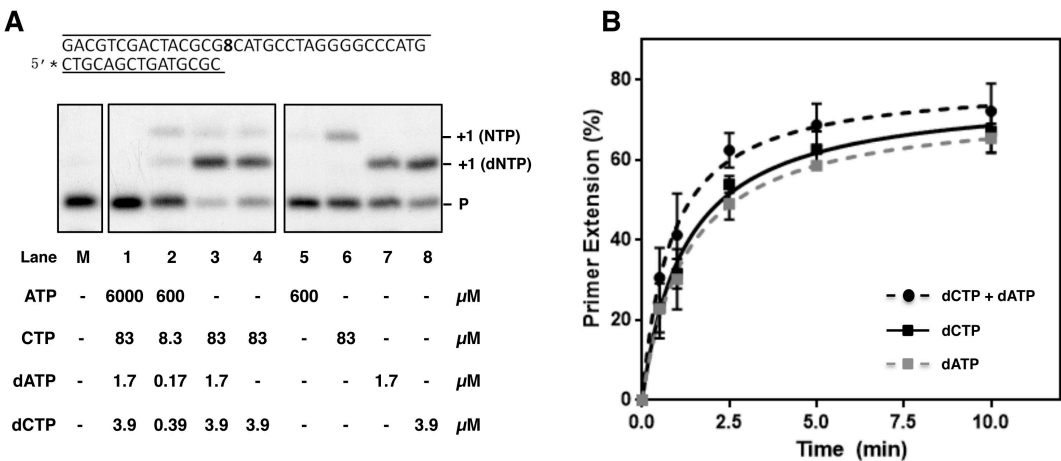 A
GACGTCGACTACGCG8CATGCCTAGGGGCCCATG
5' * CTGCAGCTGATGCGC
+1 (NTP)
+1 (dNTP)
P
Lane M 1 2 3 4 5 6 7 8
ATP - 6000 600 - - 600 - - - µM
CTP - 83 8.3 83 83 - 83 - - µM
dATP - 1.7 0.17 1.7 - - - 1.7 - µM
dCTP - 3.9 0.39 3.9 3.9 - - - 3.9 µM
B
Primer Extension (%)
80
60
40
20
0
0.0 2.5 5.0 7.5 10.0
Time (min)
dCTP + dATP
dCTP
dATP